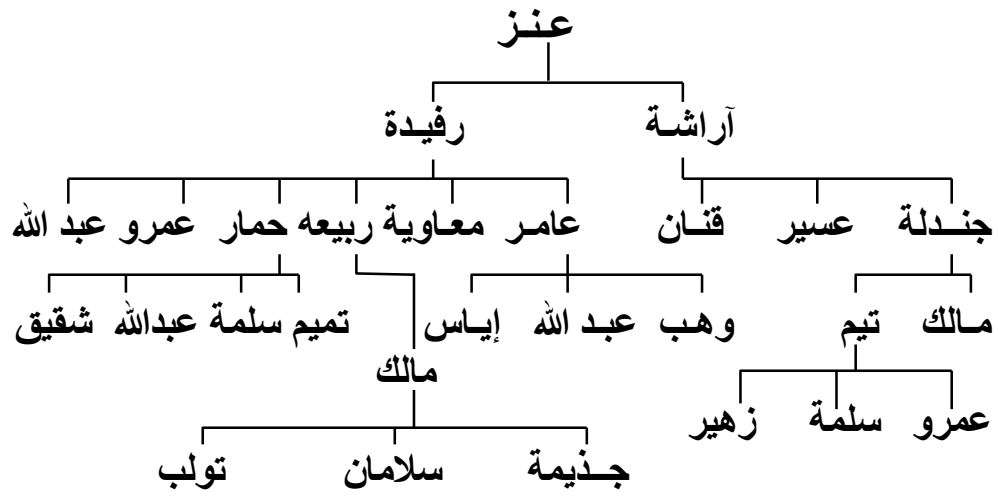 عنز
آراشة رفيدة
جندلة عسير قنان عامر معاوية ربيعه حمار عمرو عبد الله
مالك تيم وهب عبد الله إياس تميم سلمة عبدالله شقيق
مالك
عمرو سلمة زهير
جذيمة سلامان تولب